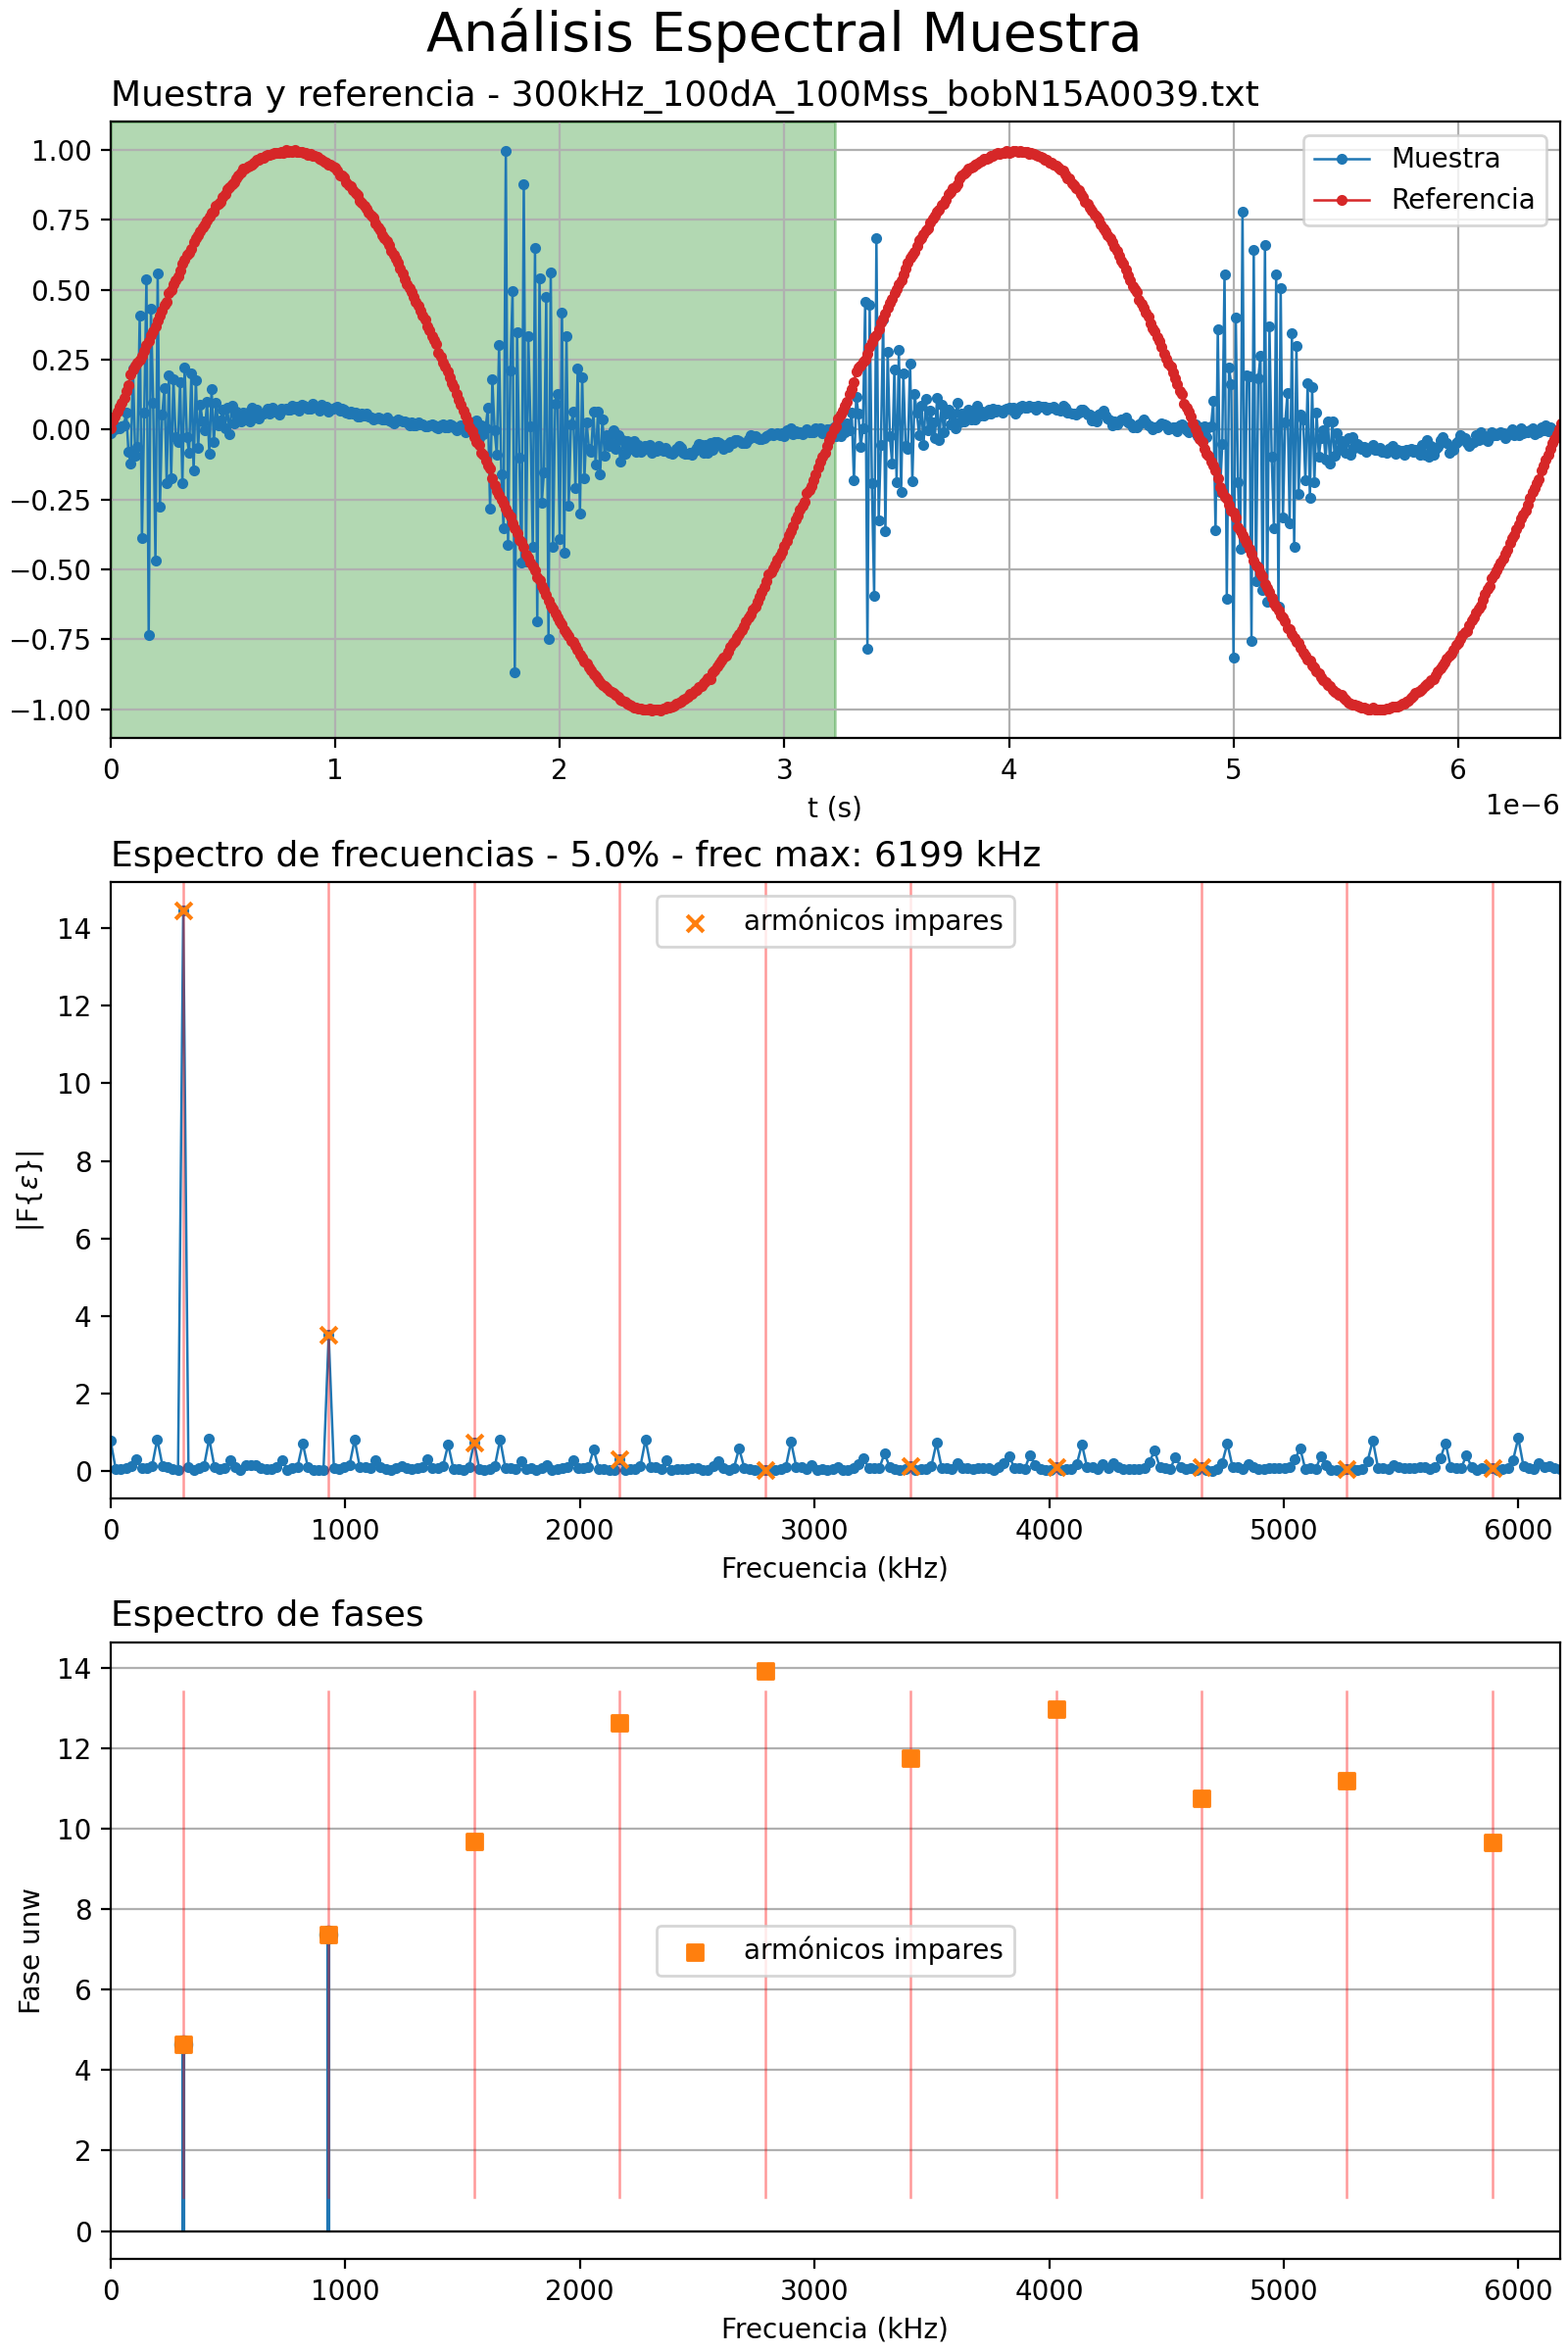 Análisis Espectral Muestra
Muestra y referencia - 300kHz_100dA_100Mss_bobN15A0039.txt
1.00
0.75
0.50
0.25
0.00
−0.25
−0.50
−0.75
−1.00
Muestra
Referencia
0 1 2 3 4 5 6
1e−6
t (s)
Espectro de frecuencias - 5.0% - frec max: 6199 kHz
armónicos impares
14
12
10
8
6
4
2
0
|F{ε}|
0 1000 2000 3000 4000 5000 6000
Frecuencia (kHz)
Espectro de fases
14
12
10
8
6
4
2
0
Fase unw
armónicos impares
0 1000 2000 3000 4000 5000 6000
Frecuencia (kHz)